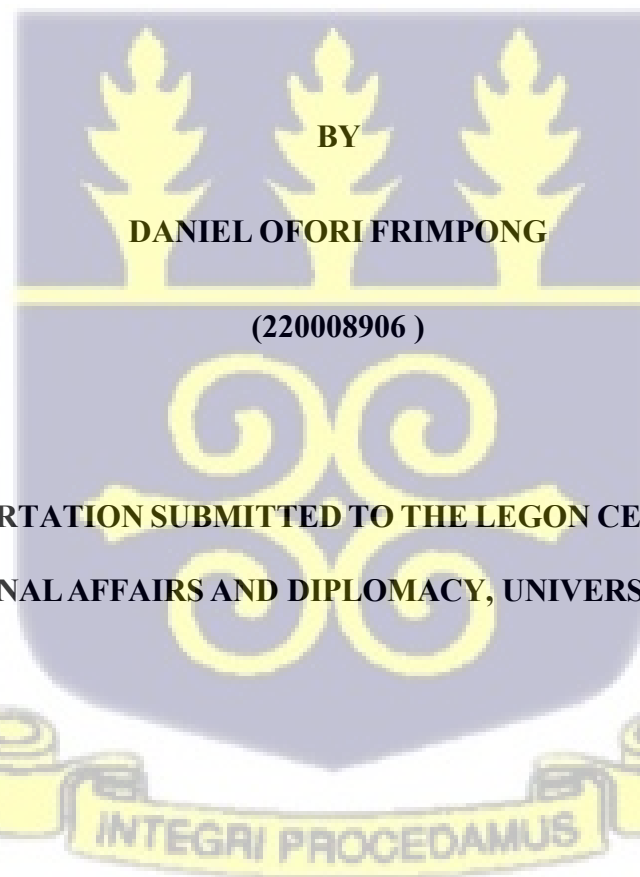 BY
DANIEL OFORI FRIMPONG
(220008906 )
RTATION SUBMITTED TO THE LEGON CE
NAL AFFAIRS AND DIPLOMACY, UNIVERS
INTEGRI PROCEDAMUS